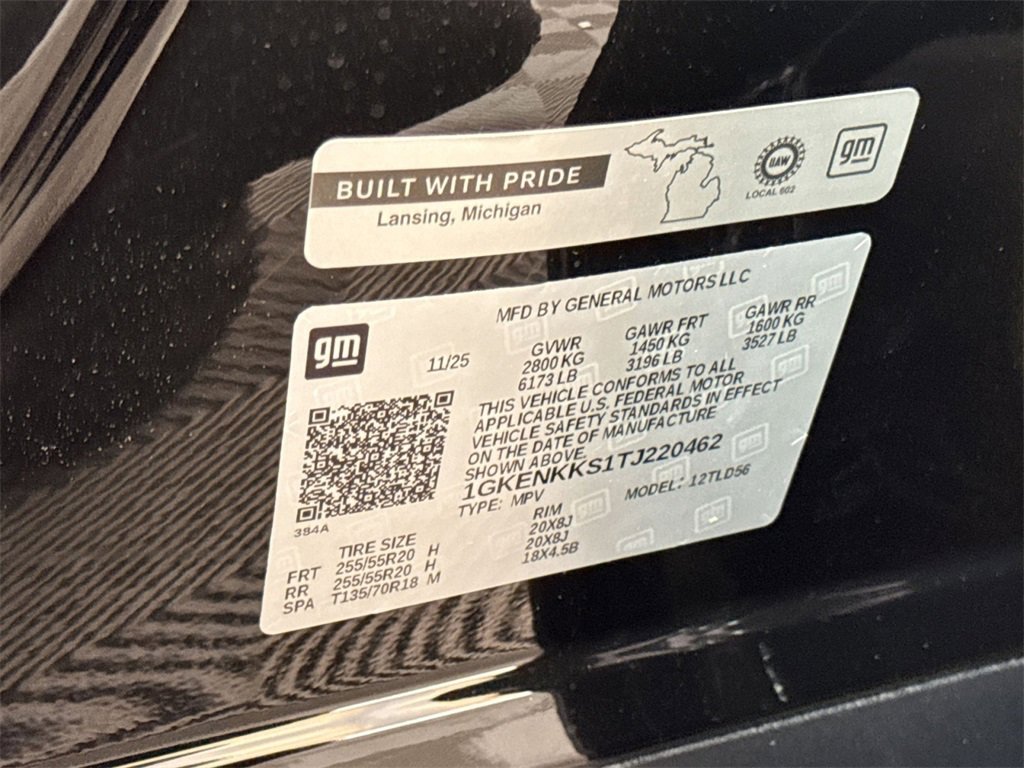 BUILT WITH PRIDE
Lansing, Michigan
UAW
LOCAL 602
gm
MFD BY GENERAL MOTORS LLC
gm
11/25
GVWR
2800 KG
6173 LB
GAWR FRT
1450 KG
3196 LB
GAWR RR
1600 KG
3527 LB
THIS VEHICLE CONFORMS TO ALL
APPLICABLE U.S. FEDERAL MOTOR
VEHICLE SAFETY STANDARDS IN EFFECT
ON THE DATE OF MANUFACTURE
SHOWN ABOVE.
1GKENKKS1TJ220462
TYPE: MPV
MODEL: 12TLD56
384A
TIRE SIZE RIM
FRT 255/55R20 H 20X8J
RR 255/55R20 H 20X8J
SPA T135/70R18 M 18X4.5B